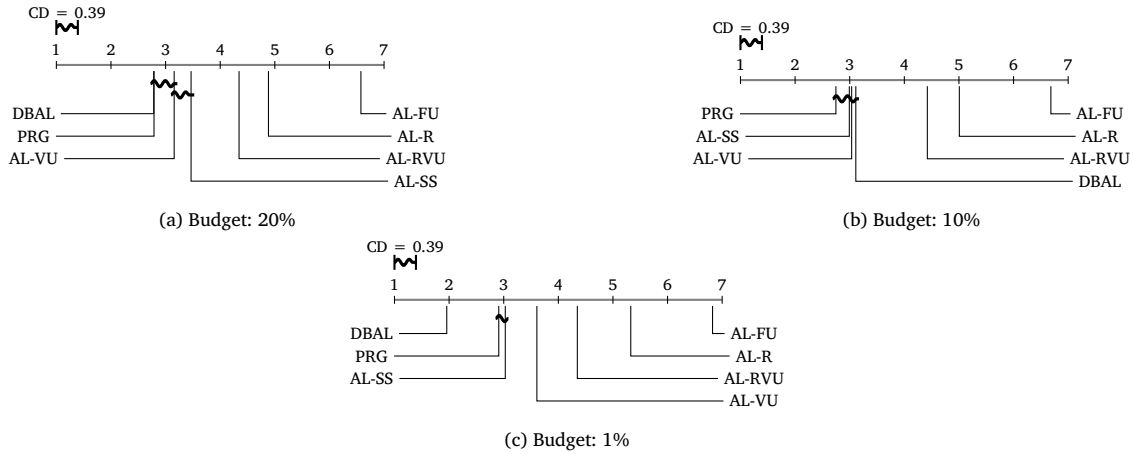 CD = 0.39
1 2 3 4 5 6 7
DBAL AL-FU
PRG AL-R
AL-VU AL-RVU
AL-SS
(a) Budget: 20%
CD = 0.39
1 2 3 4 5 6 7
PRG AL-FU
AL-SS AL-R
AL-VU AL-RVU
DBAL
(b) Budget: 10%
CD = 0.39
1 2 3 4 5 6 7
DBAL AL-FU
PRG AL-R
AL-SS AL-RVU
AL-VU
(c) Budget: 1%